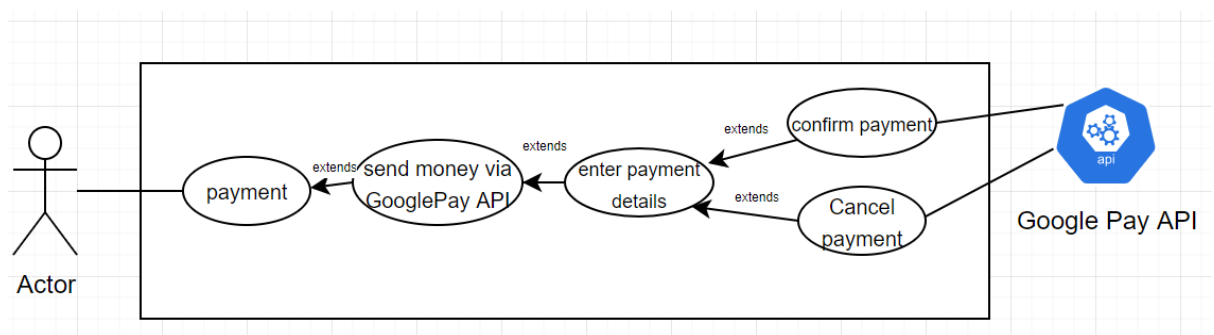 Actor
payment
extends
send money via
GooglePay API
extends
enter payment
details
extends
confirm payment
extends
Cancel
payment
api
Google Pay API